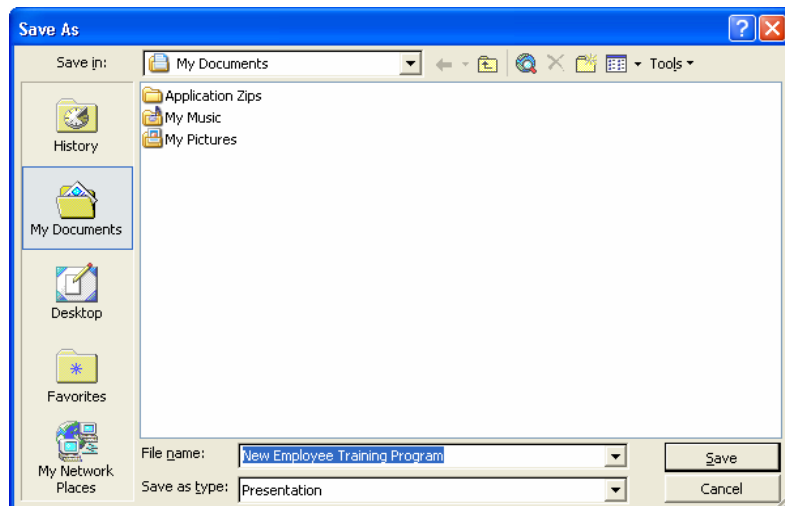 Save As
Save in:
My Documents
Tools
Application Zips
My Music
My Pictures
History
My Documents
Desktop
Favorites
My Network
Places
File name:
New Employee Training Program
Save
Save as type:
Presentation
Cancel